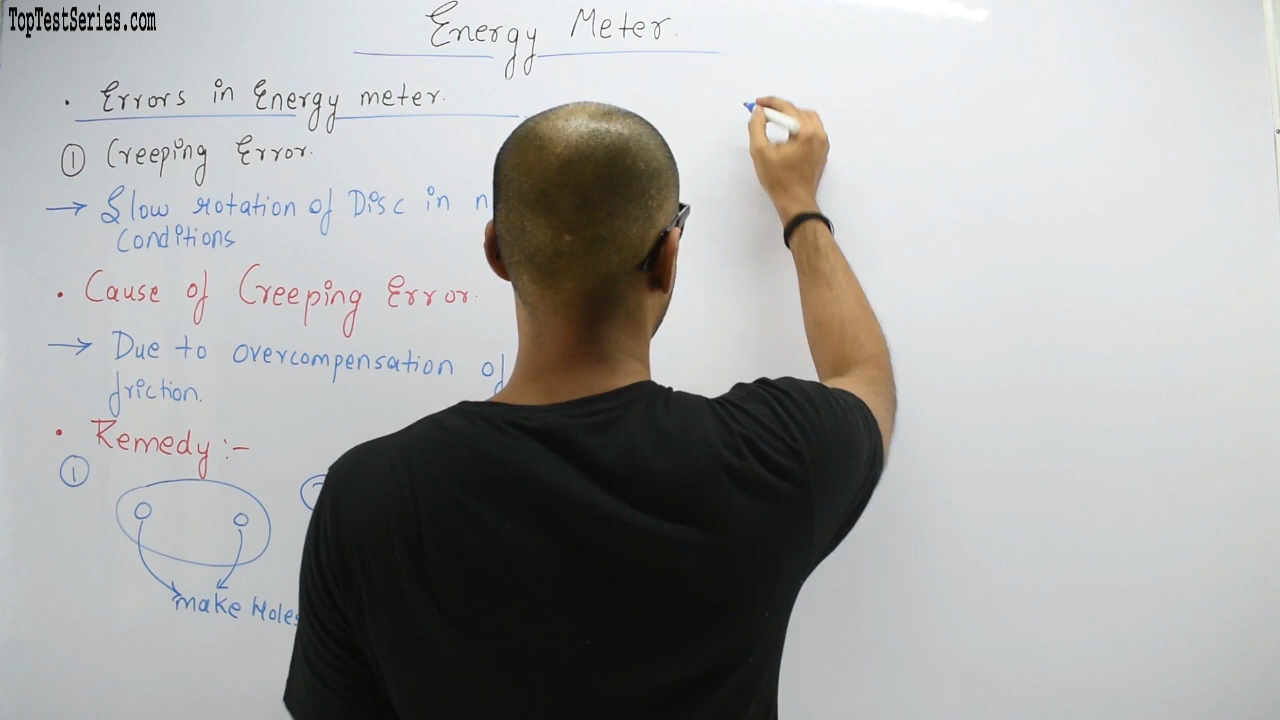 TopTestSeries.com
Energy Meter.
• Errors in Energy meter.
① Creeping Error.
→ Slow rotation of Disc in
conditions
• Cause of Creeping Error.
→ Due to overcompensation of
friction.
• Remedy :-
①
make Holes